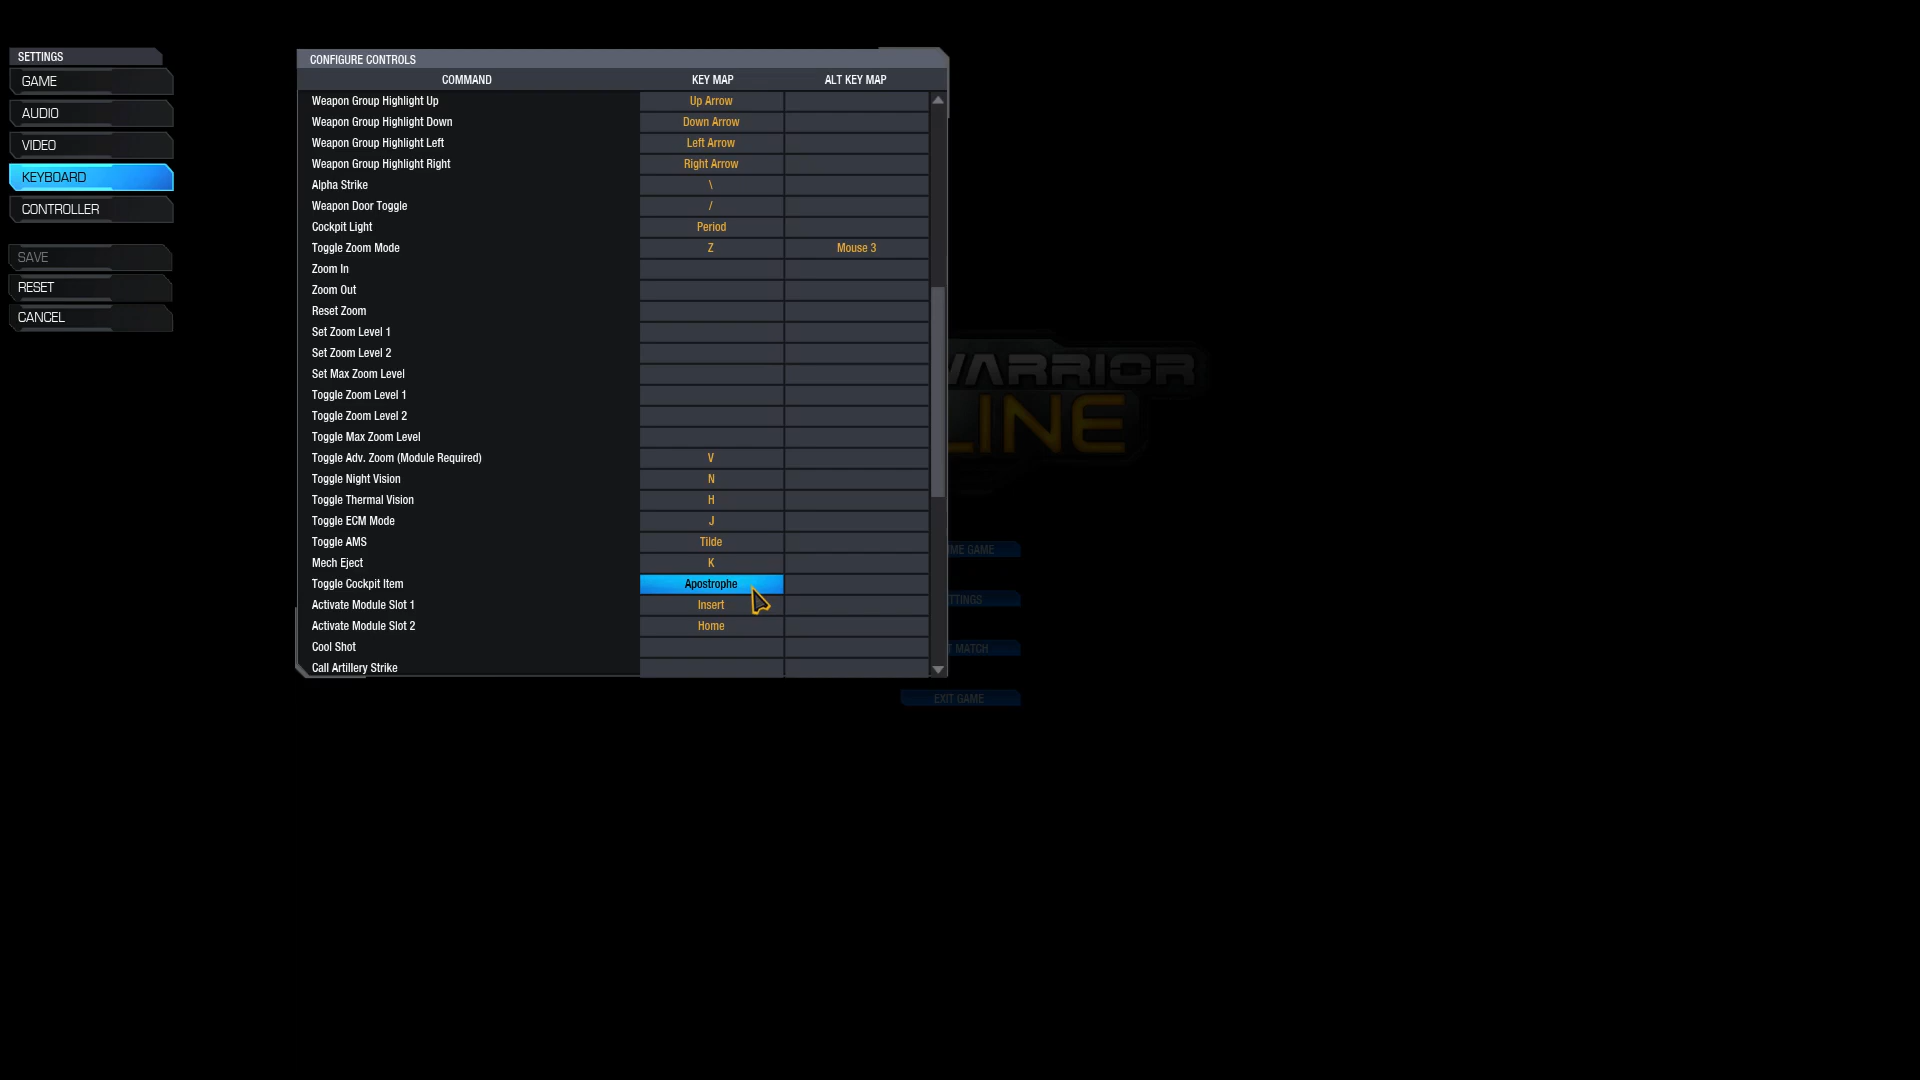 SETTINGS
GAME
AUDIO
VIDEO
KEYBOARD
CONTROLLER
SAVE
RESET
CANCEL
CONFIGURE CONTROLS
COMMAND KEY MAP ALT KEY MAP
Weapon Group Highlight Up Up Arrow
Weapon Group Highlight Down Down Arrow
Weapon Group Highlight Left Left Arrow
Weapon Group Highlight Right Right Arrow
Alpha Strike \
Weapon Door Toggle /
Cockpit Light Period
Toggle Zoom Mode Z Mouse 3
Zoom In
Zoom Out
Reset Zoom
Set Zoom Level 1
Set Zoom Level 2
Set Max Zoom Level
Toggle Zoom Level 1
Toggle Zoom Level 2
Toggle Max Zoom Level
Toggle Adv. Zoom (Module Required) V
Toggle Night Vision N
Toggle Thermal Vision H
Toggle ECM Mode J
Toggle AMS Tilde
Mech Eject K
Toggle Cockpit Item Apostrophe
Activate Module Slot 1 Insert
Activate Module Slot 2 Home
Cool Shot
Call Artillery Strike
WARRIOR
LINE
GAME
MATCH
EXIT GAME